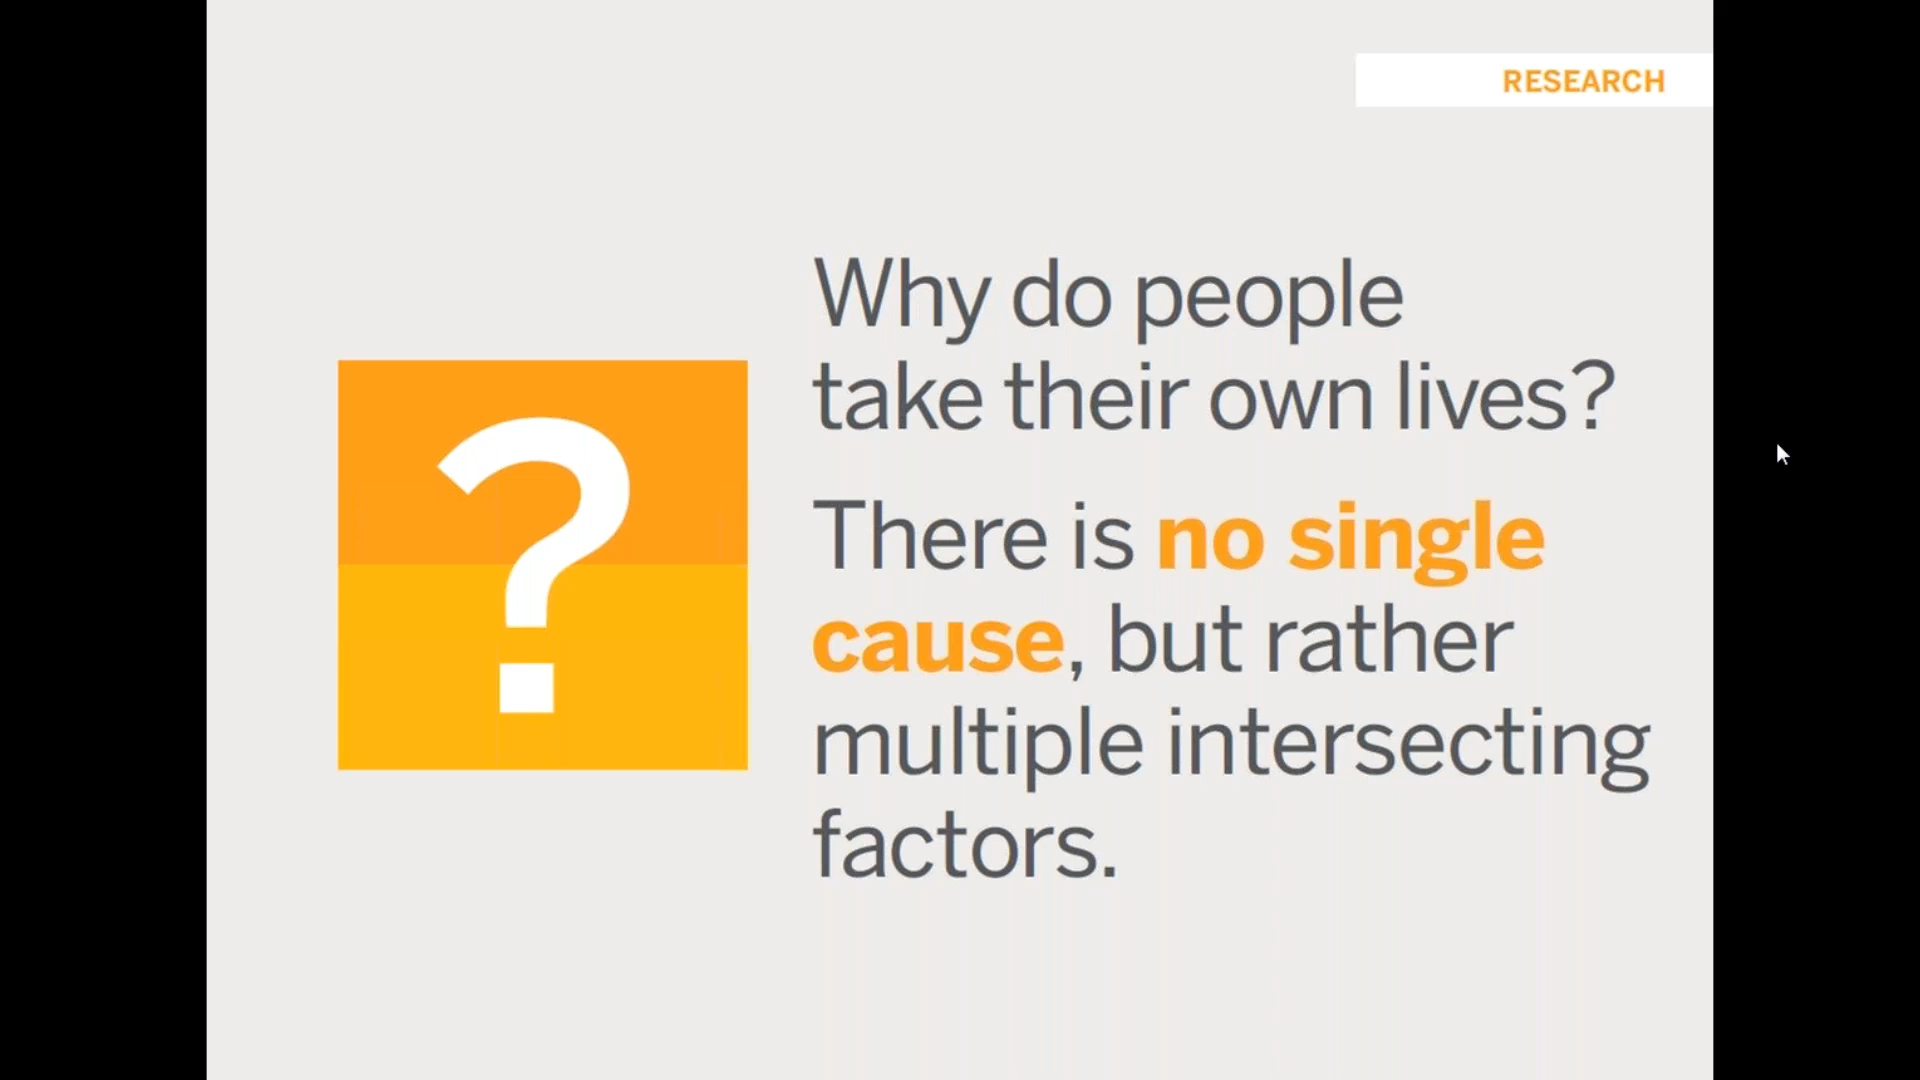 RESEARCH
Why do people
take their own lives?
There is no single
cause, but rather
multiple intersecting
factors.
?